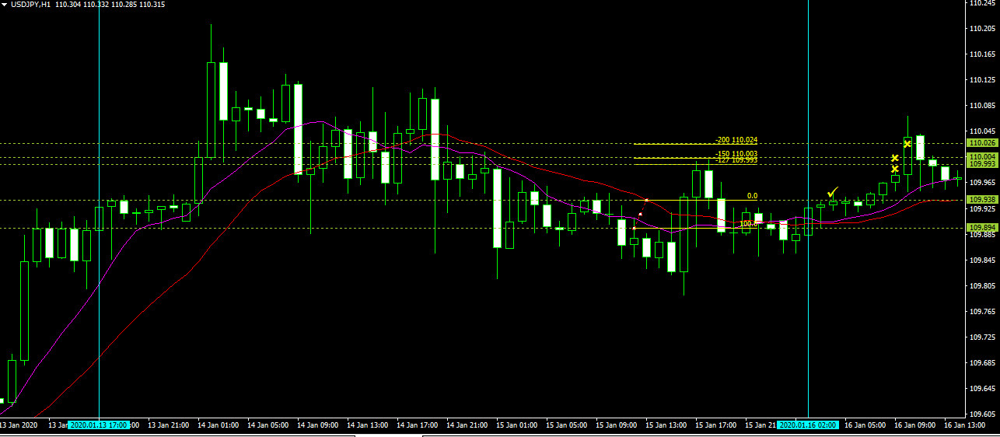 USDJPY,H1 110.304 110.332 110.285 110.315
110.245
110.205
110.165
110.125
110.085
110.045
-200 110.024
110.026
-150 110.003
110.004
-127 109.993
109.993
109.965
0.0
109.938
109.925
100.0
109.894
109.885
109.845
109.805
109.765
109.725
109.685
109.645
109.605
13 Jan 2020
13 Jan
2020.01.13 17:00
:00
13 Jan 21:00
14 Jan 01:00
14 Jan 05:00
14 Jan 09:00
14 Jan 13:00
14 Jan 17:00
14 Jan 21:00
15 Jan 01:00
15 Jan 05:00
15 Jan 09:00
15 Jan 13:00
15 Jan 17:00
15 Jan 21
2020.01.16 02:00
16 Jan 05:00
16 Jan 09:00
16 Jan 13:00